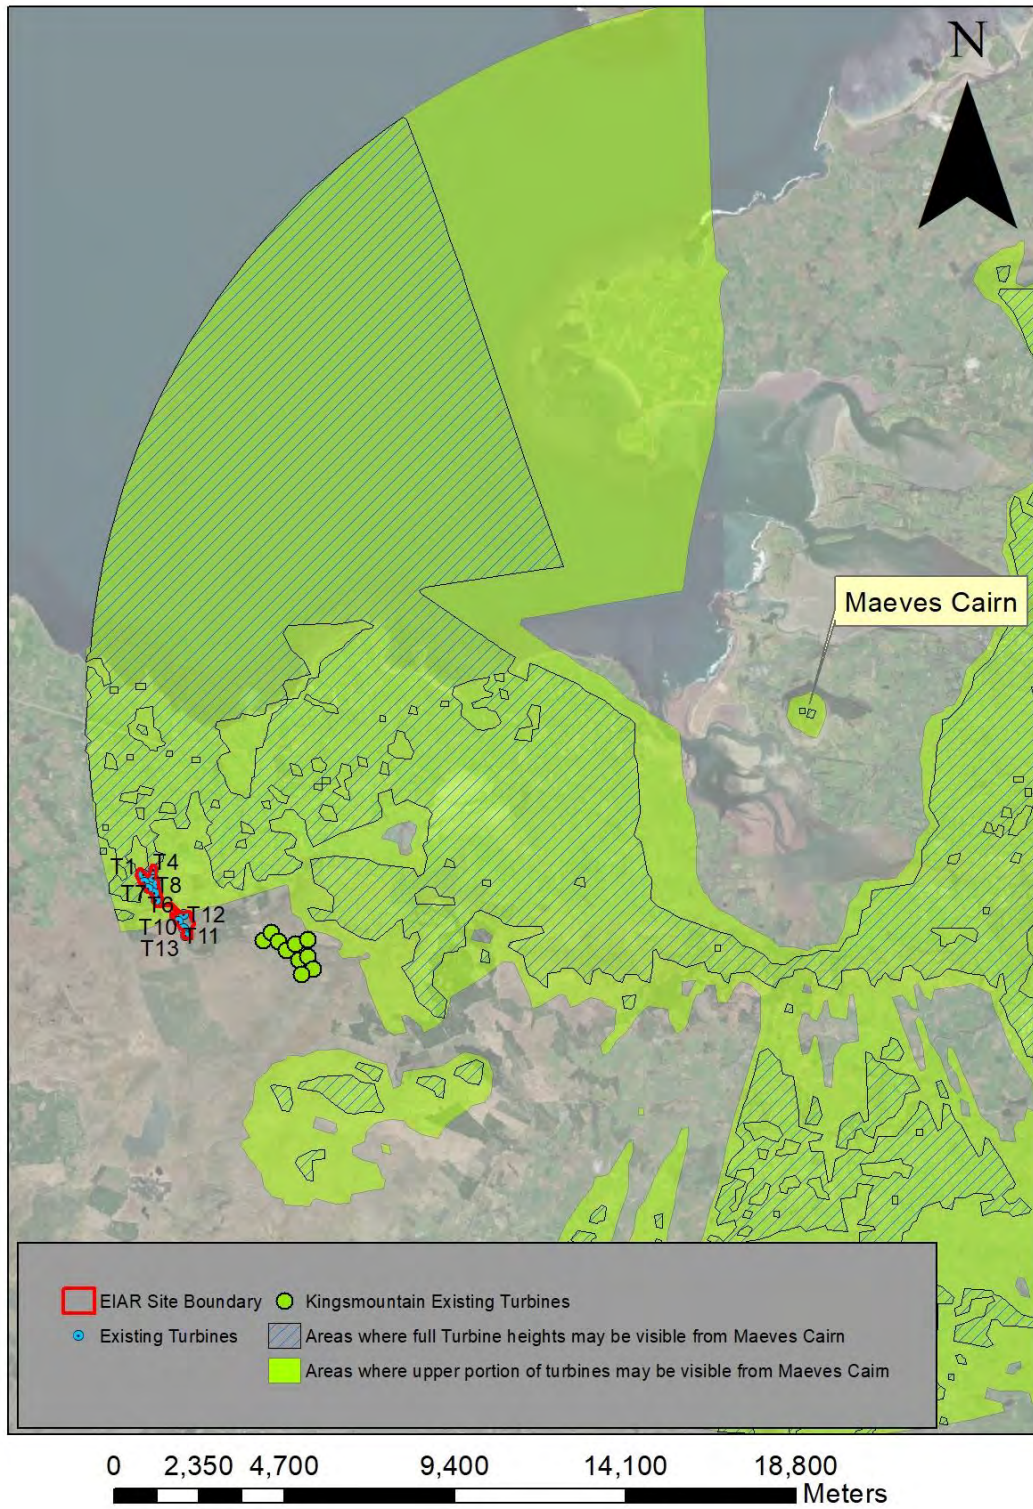 N
Maeves Cairn
T1
T4
T7
T8
T6
T10
T12
T11
T13
EIAR Site Boundary
Kingsmountain Existing Turbines
Existing Turbines
Areas where full Turbine heights may be visible from Maeves Cairn
Areas where upper portion of turbines may be visible from Maeves Cairn
0 2,350 4,700 9,400 14,100 18,800
Meters